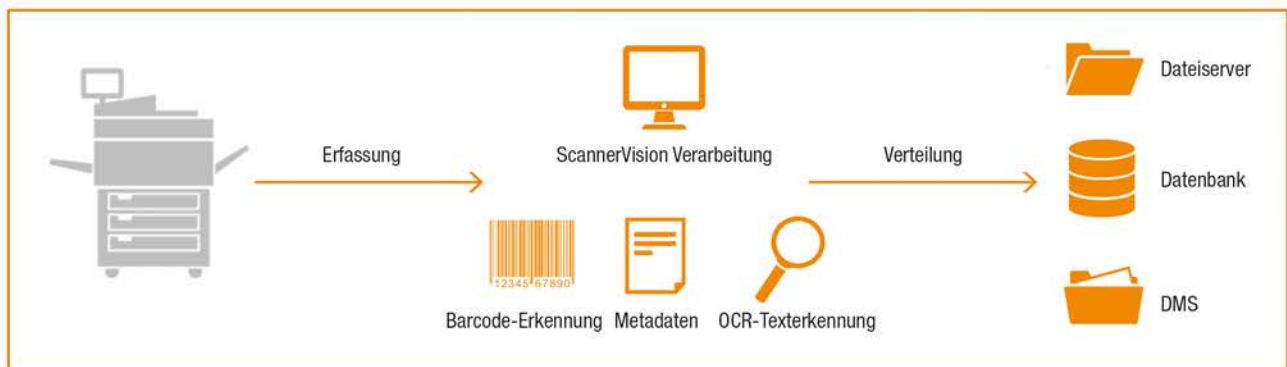 Erfassung
ScannerVision Verarbeitung
Verteilung
Dateiserver
Datenbank
DMS
12345 67890
Barcode-Erkennung
Metadaten
OCR-Texterkennung